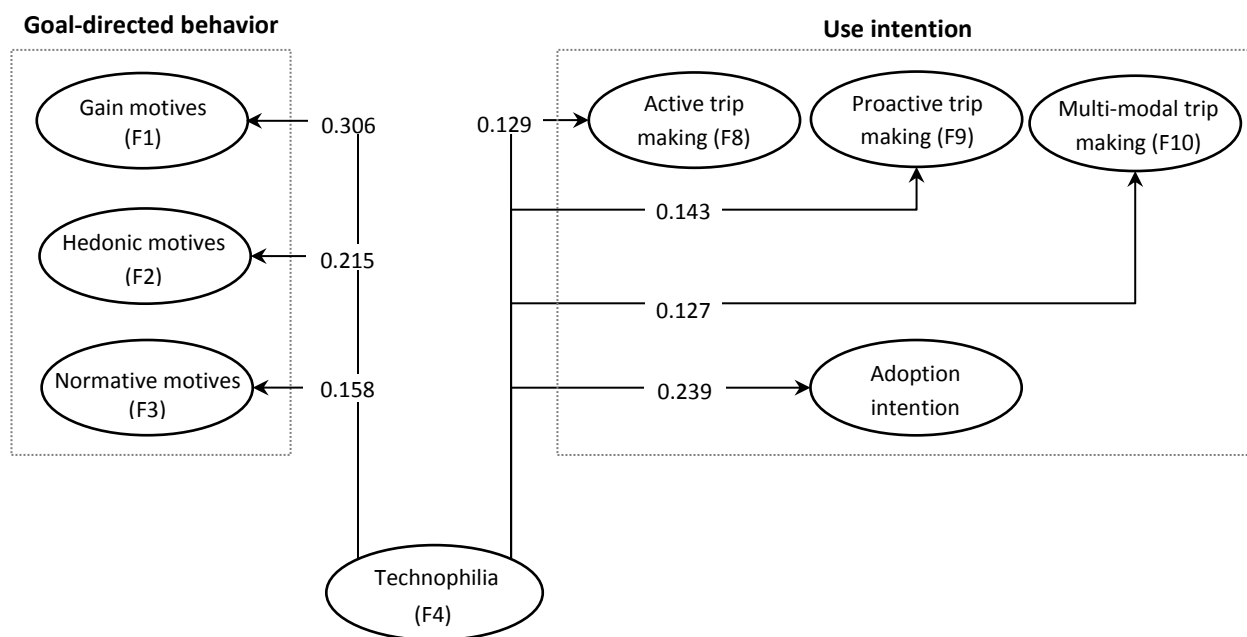 Goal-directed behavior
Use intention
Gain motives
(F1)
0.306
0.129
Active trip
making (F8)
Proactive trip
making (F9)
Multi-modal trip
making (F10)
0.143
Hedonic motives
(F2)
0.215
0.127
Normative motives
(F3)
0.158
0.239
Adoption
intention
Technophilia
(F4)